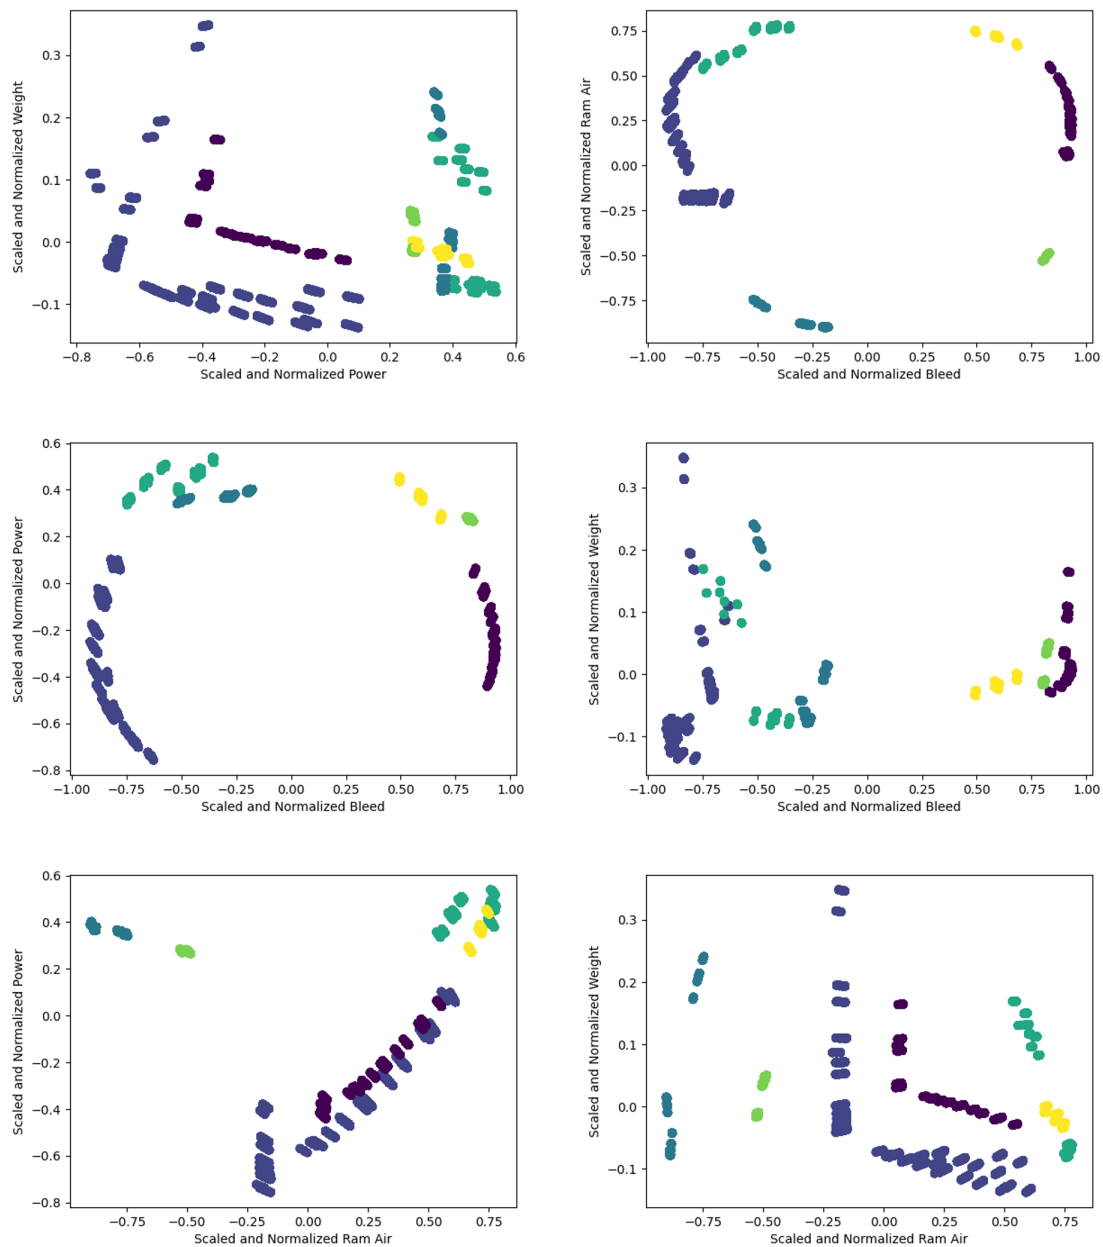 0.3
0.2
0.1
0.0
−0.1
Scaled and Normalized Weight
−0.8 −0.6 −0.4 −0.2 0.0 0.2 0.4 0.6
Scaled and Normalized Power
0.75
0.50
0.25
0.00
−0.25
−0.50
−0.75
Scaled and Normalized Ram Air
−1.00 −0.75 −0.50 −0.25 0.00 0.25 0.50 0.75 1.00
Scaled and Normalized Bleed
0.6
0.4
0.2
0.0
−0.2
−0.4
−0.6
−0.8
Scaled and Normalized Power
−1.00 −0.75 −0.50 −0.25 0.00 0.25 0.50 0.75 1.00
Scaled and Normalized Bleed
0.3
0.2
0.1
0.0
−0.1
Scaled and Normalized Weight
−1.00 −0.75 −0.50 −0.25 0.00 0.25 0.50 0.75 1.00
Scaled and Normalized Bleed
0.6
0.4
0.2
0.0
−0.2
−0.4
−0.6
−0.8
Scaled and Normalized Power
−0.75 −0.50 −0.25 0.00 0.25 0.50 0.75
Scaled and Normalized Ram Air
0.3
0.2
0.1
0.0
−0.1
Scaled and Normalized Weight
−0.75 −0.50 −0.25 0.00 0.25 0.50 0.75
Scaled and Normalized Ram Air